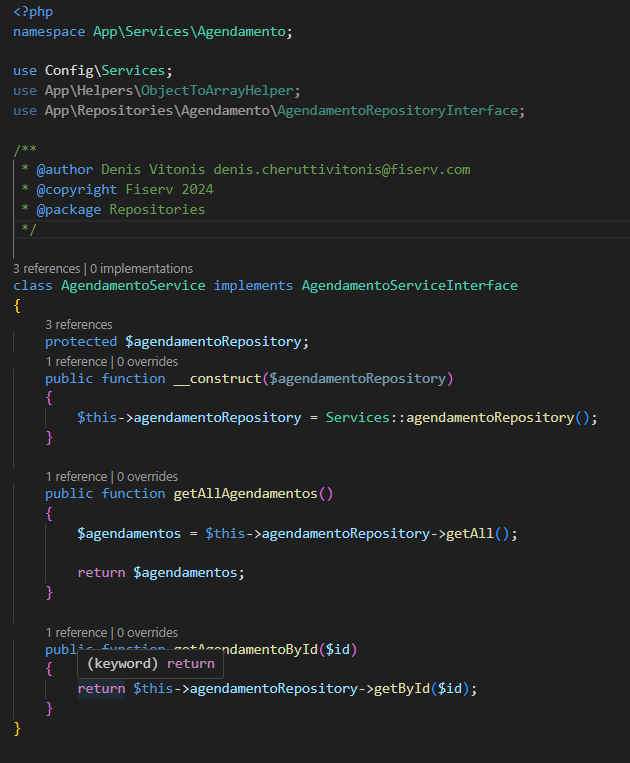 <?php
namespace App\Services\Agendamento;
use Config\Services;
use App\Helpers\ObjectToArrayHelper;
use App\Repositories\Agendamento\AgendamentoRepositoryInterface;
/**
 * @author Denis Vitonis denis.cheruttivitonis@fiserv.com
 * @copyright Fiserv 2024
 * @package Repositories
 */
3 references | 0 implementations
class AgendamentoService implements AgendamentoServiceInterface
{
3 references
protected $agendamentoRepository;
1 reference | 0 overrides
public function __construct($agendamentoRepository)
{
$this->agendamentoRepository = Services::agendamentoRepository();
}
1 reference | 0 overrides
public function getAllAgendamentos()
{
$agendamentos = $this->agendamentoRepository->getAll();
return $agendamentos;
}
1 reference | 0 overrides
public function getAgendamentoById($id)
(keyword) return
{
return $this->agendamentoRepository->getById($id);
}
}